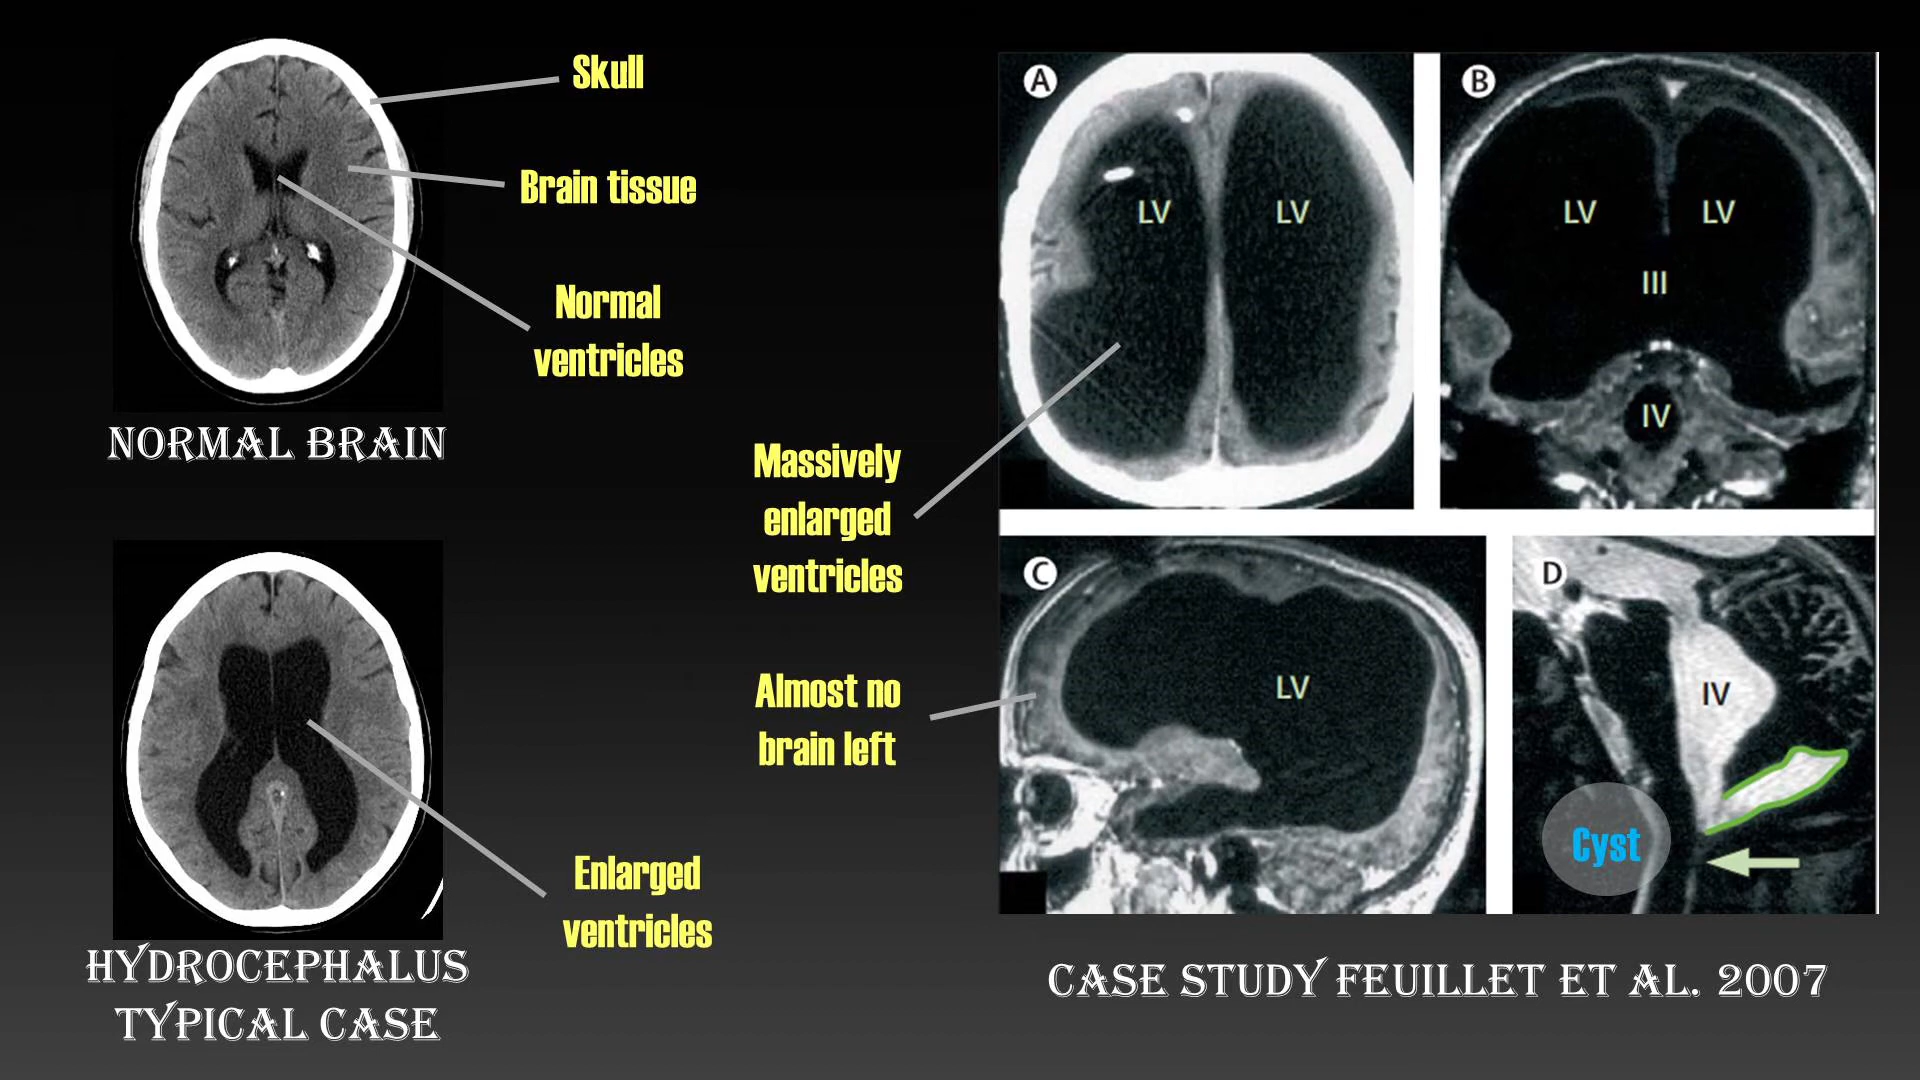 Skull
Brain tissue
Normal
ventricles
NORMAL BRAIN
Enlarged
ventricles
HYDROCEPHALUS
TYPICAL CASE
Massively
enlarged
ventricles
Almost no
brain left
A
LV
LV
B
LV
LV
III
IV
C
LV
D
IV
Cyst
CASE STUDY FEUILLET ET AL. 2007